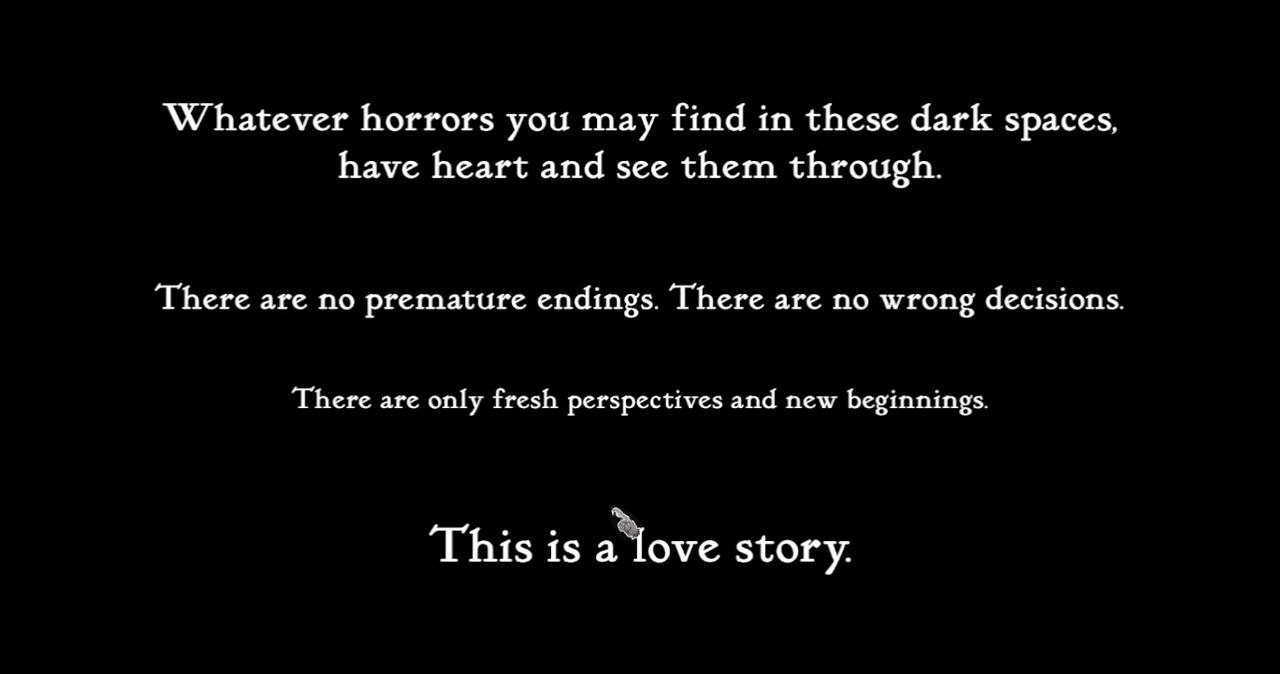 Whatever horrors you may find in these dark spaces,
have heart and see them through.
There are no premature endings. There are no wrong decisions.
There are only fresh perspectives and new beginnings.
This is a love story.